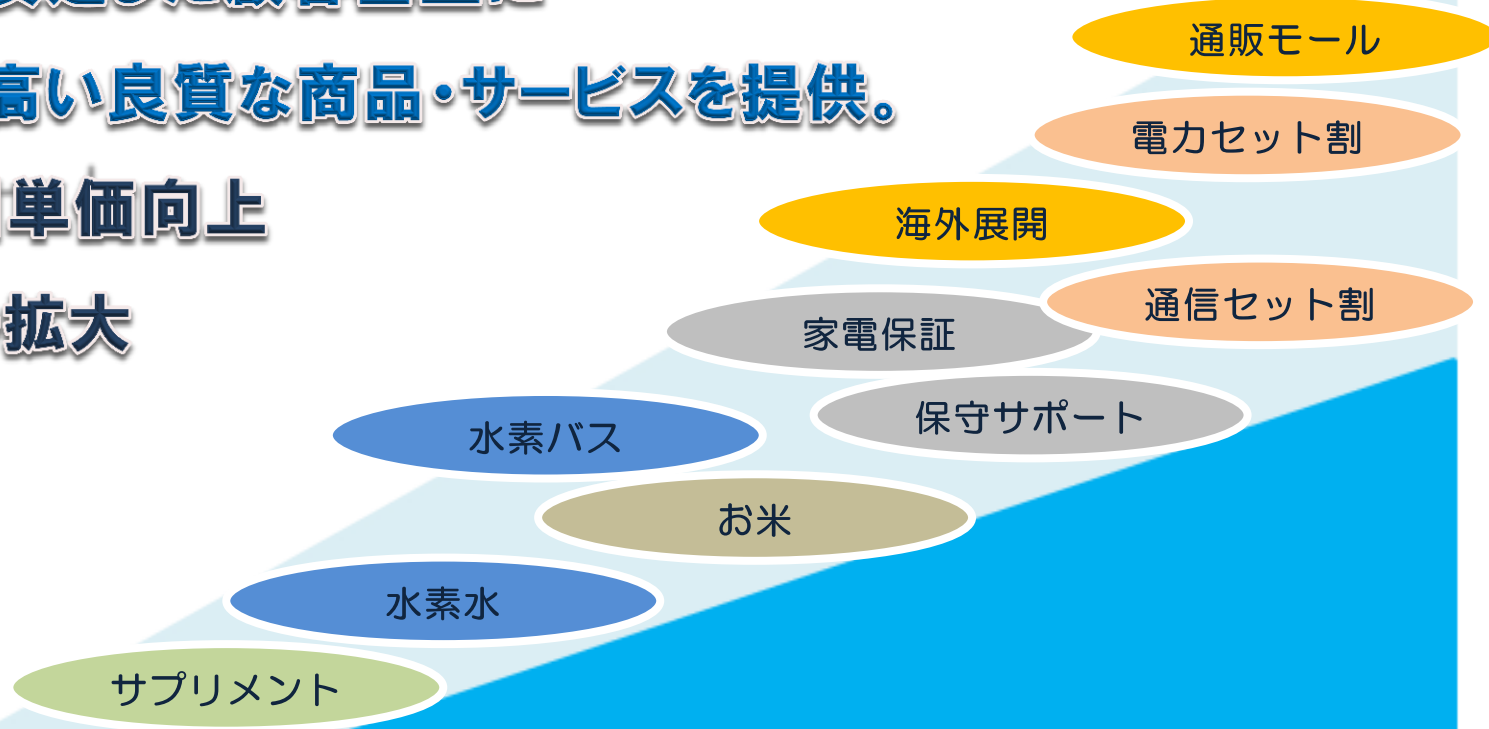 高い良質な商品・サービスを提供。
単価向上
拡大
通販モール
電力セット割
海外展開
通信セット割
家電保証
保守サポート
水素バス
お米
水素水
サプリメント